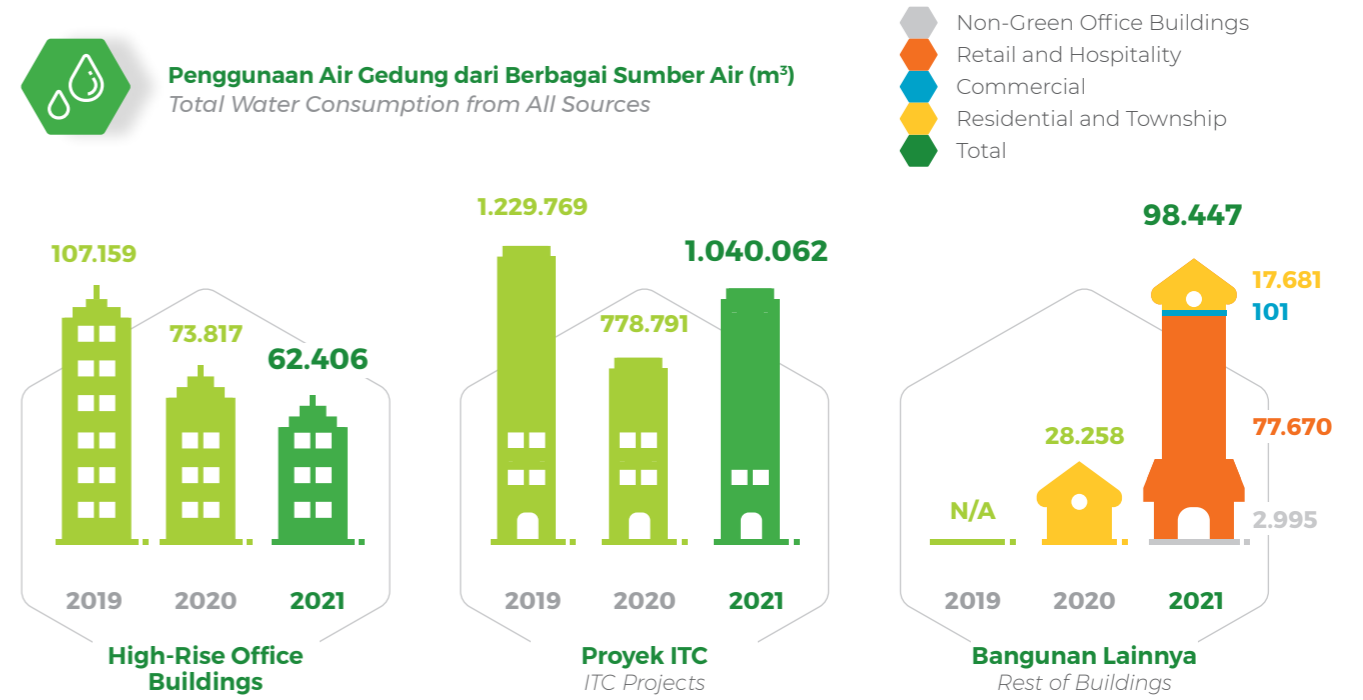 Penggunaan Air Gedung dari Berbagai Sumber Air (m³)
Total Water Consumption from All Sources
Non-Green Office Buildings
Retail and Hospitality
Commercial
Residential and Township
Total
107.159
73.817
62.406
2019
2020
2021
High-Rise Office
Buildings
1.229.769
778.791
1.040.062
2019
2020
2021
Proyek ITC
ITC Projects
N/A
28.258
98.447
17.681
101
77.670
2.995
2019
2020
2021
Bangunan Lainnya
Rest of Buildings